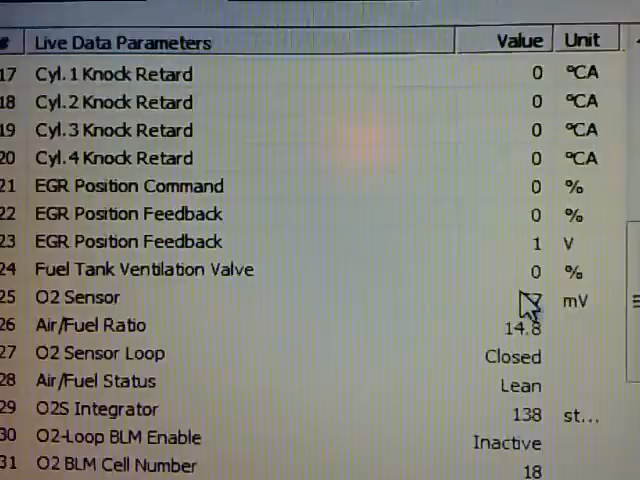 # Live Data Parameters Value Unit
17 Cyl. 1 Knock Retard 0 °CA
18 Cyl. 2 Knock Retard 0 °CA
19 Cyl. 3 Knock Retard 0 °CA
20 Cyl. 4 Knock Retard 0 °CA
21 EGR Position Command 0 %
22 EGR Position Feedback 0 %
23 EGR Position Feedback 1 V
24 Fuel Tank Ventilation Valve 0 %
25 O2 Sensor mV
26 Air/Fuel Ratio 14.8
27 O2 Sensor Loop Closed
28 Air/Fuel Status Lean
29 O2S Integrator 138 st...
30 O2-Loop BLM Enable Inactive
31 O2 BLM Cell Number 18